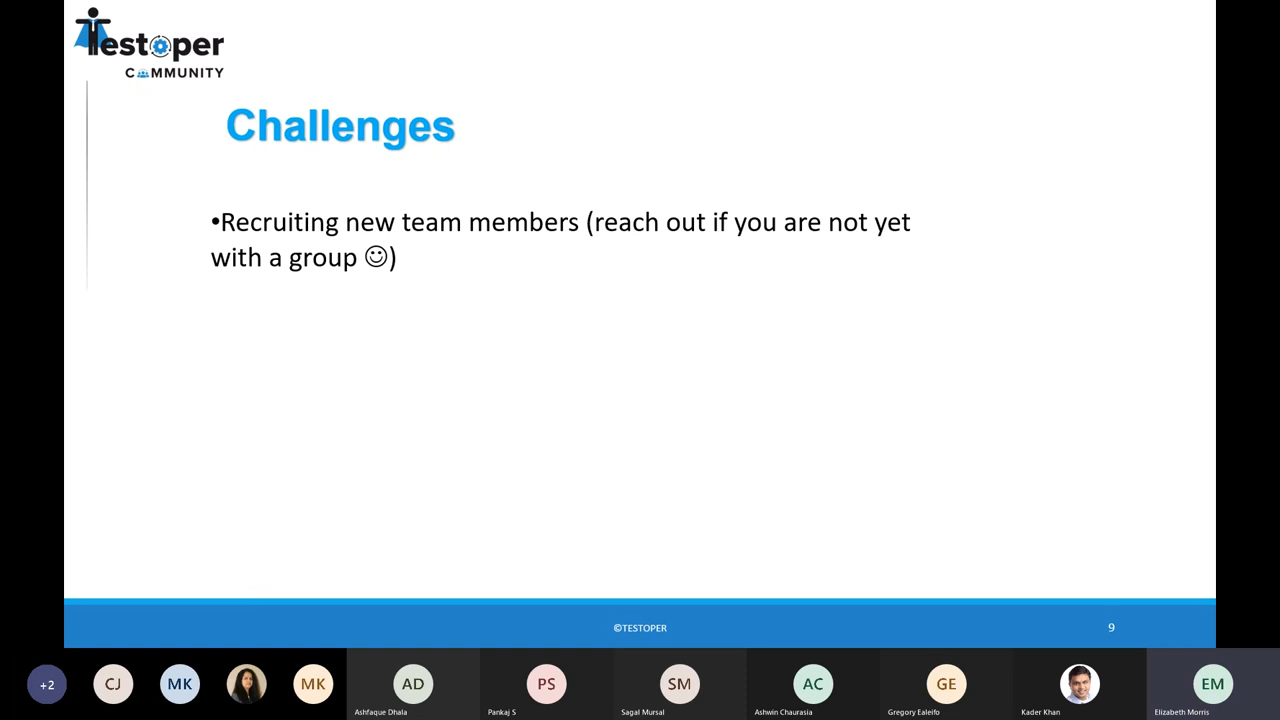 Testoper
COMMUNITY
Challenges
•Recruiting new team members (reach out if you are not yet
with a group ☺)
©TESTOPER
9
+2
CJ
MK
MK
AD
PS
SM
AC
GE
EM
Ashfaque Dhala
Pankaj S
Sagal Mursal
Ashwin Chaurasia
Gregory Ealeifo
Kader Khan
Elizabeth Morris